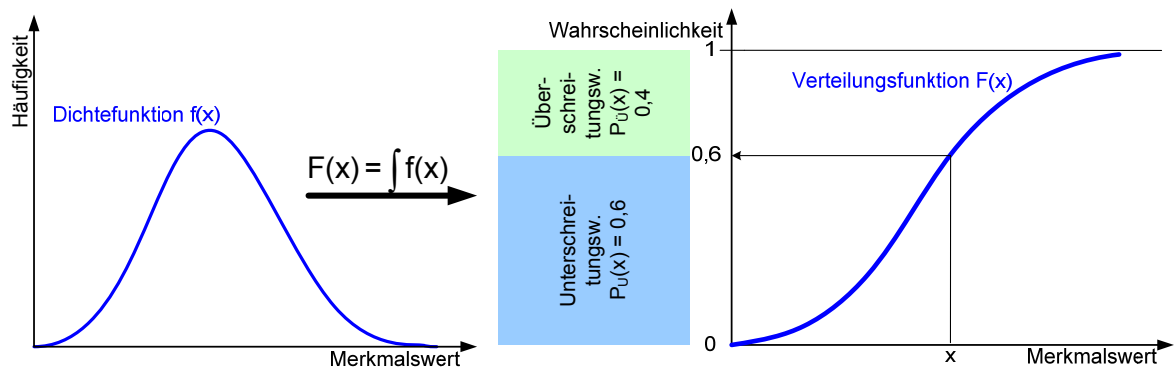 Häufigkeit
Dichtefunktion f(x)
Merkmalswert
F(x) = ∫ f(x)
Über-
schrei-
tungsw.
PÜ(x) =
0,4
Unterschrei-
tungsw.
PU(x) = 0,6
Wahrscheinlichkeit
1
Verteilungsfunktion F(x)
0,6
0
x
Merkmalswert